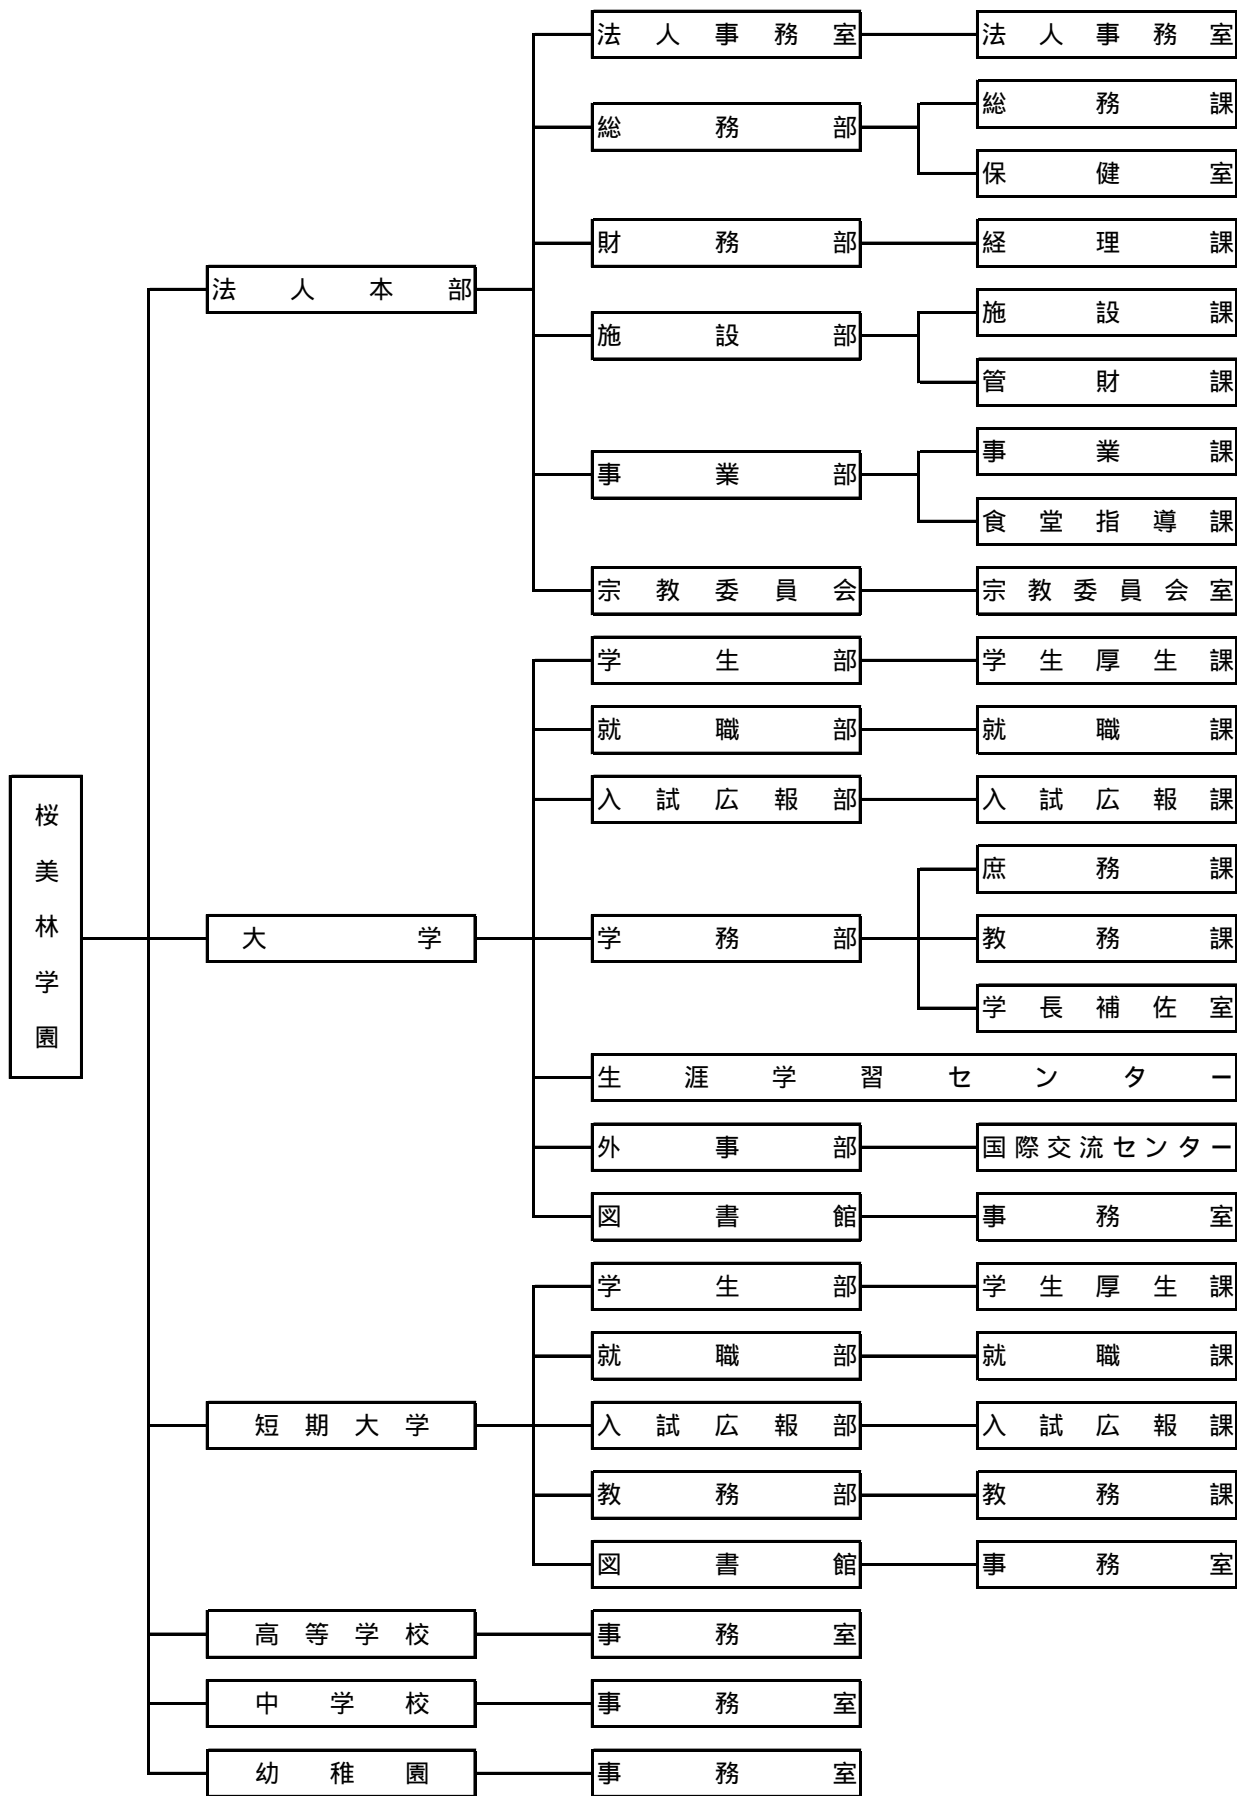 法人事務室 法人事務室
総務課
総務部
保健室
財務部 経理課
法人本部
施設課
施設部
管財課
事業課
事業部
食堂指導課
宗教委員会 宗教委員会室
学生部 学生厚生課
就職部 就職課
入試広報部 入試広報課
桜美林学園
庶務課
大学 学務部 教務課
学長補佐室
生涯学習センター
外事部 国際交流センター
図書館 事務室
学生部 学生厚生課
就職部 就職課
短期大学 入試広報部 入試広報課
教務部 教務課
図書館 事務室
高等学校 事務室
中学校 事務室
幼稚園 事務室